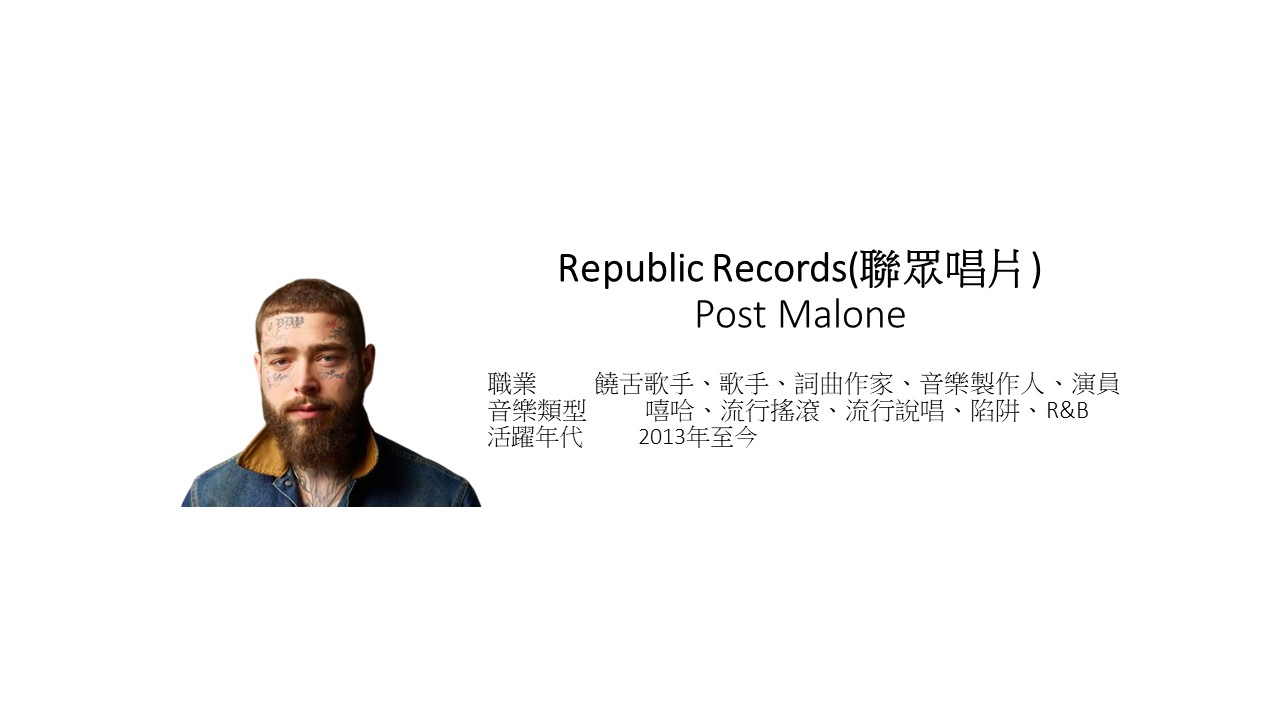 Republic Records(聯眾唱片)
Post Malone
職業 饒舌歌手、歌手、詞曲作家、音樂製作人、演員
音樂類型 嘻哈、流行搖滾、流行說唱、陷阱、R&B
活躍年代 2013年至今